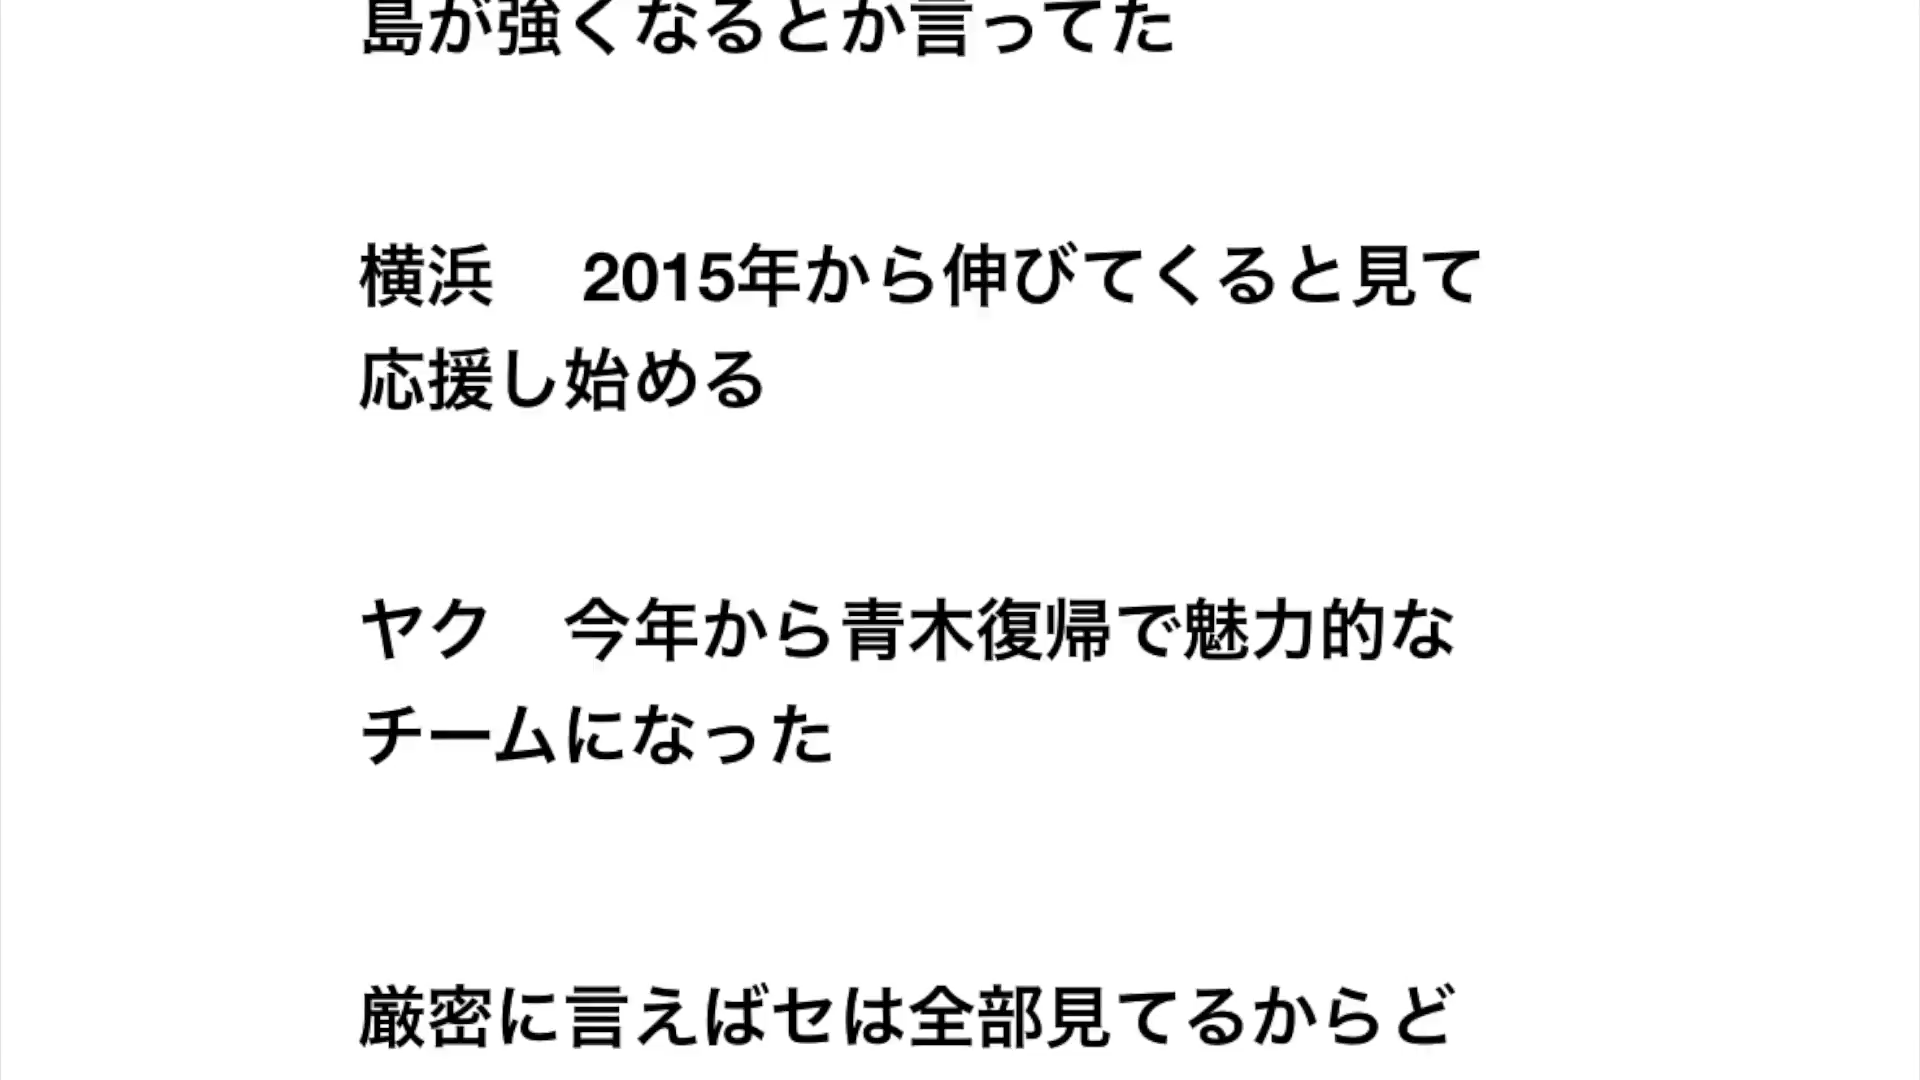 島が強くなるとか言ってた
横浜　 2015年から伸びてくると見て
応援し始める
ヤク　今年から青木復帰で魅力的な
チームになった
厳密に言えばセは全部見てるからど